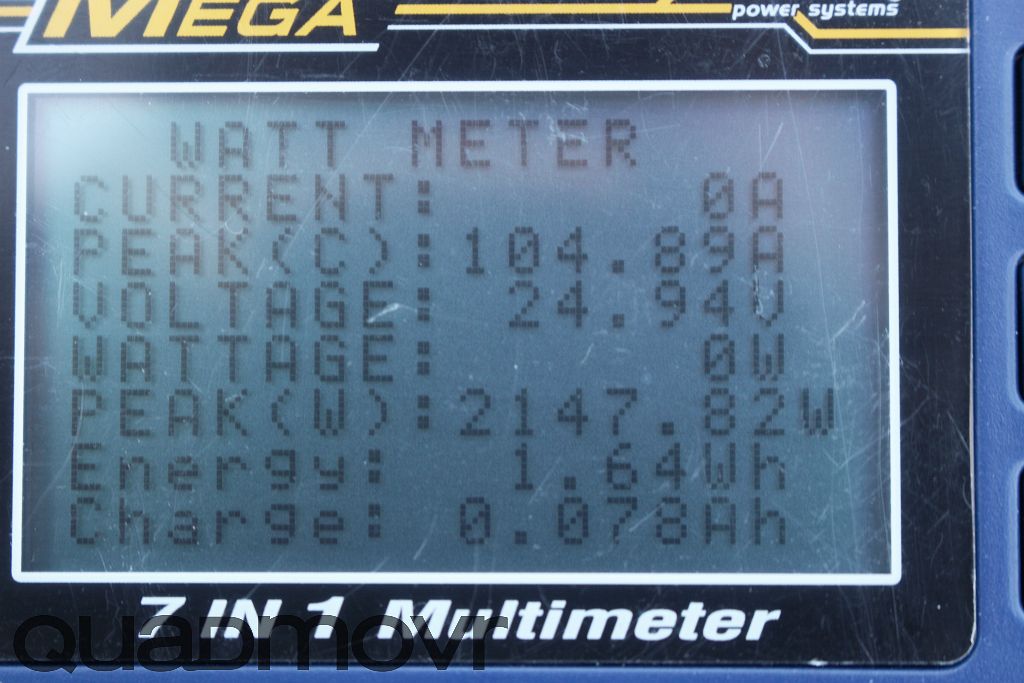 MEGA
power systems
WATT METER
CURRENT: 0A
PEAK(C): 104.89A
VOLTAGE: 24.94V
WATTAGE: 0W
PEAK(W): 2147.82W
Energy: 1.64Wh
Charge: 0.078Ah
7 IN 1 Multimeter
QUADMOVR